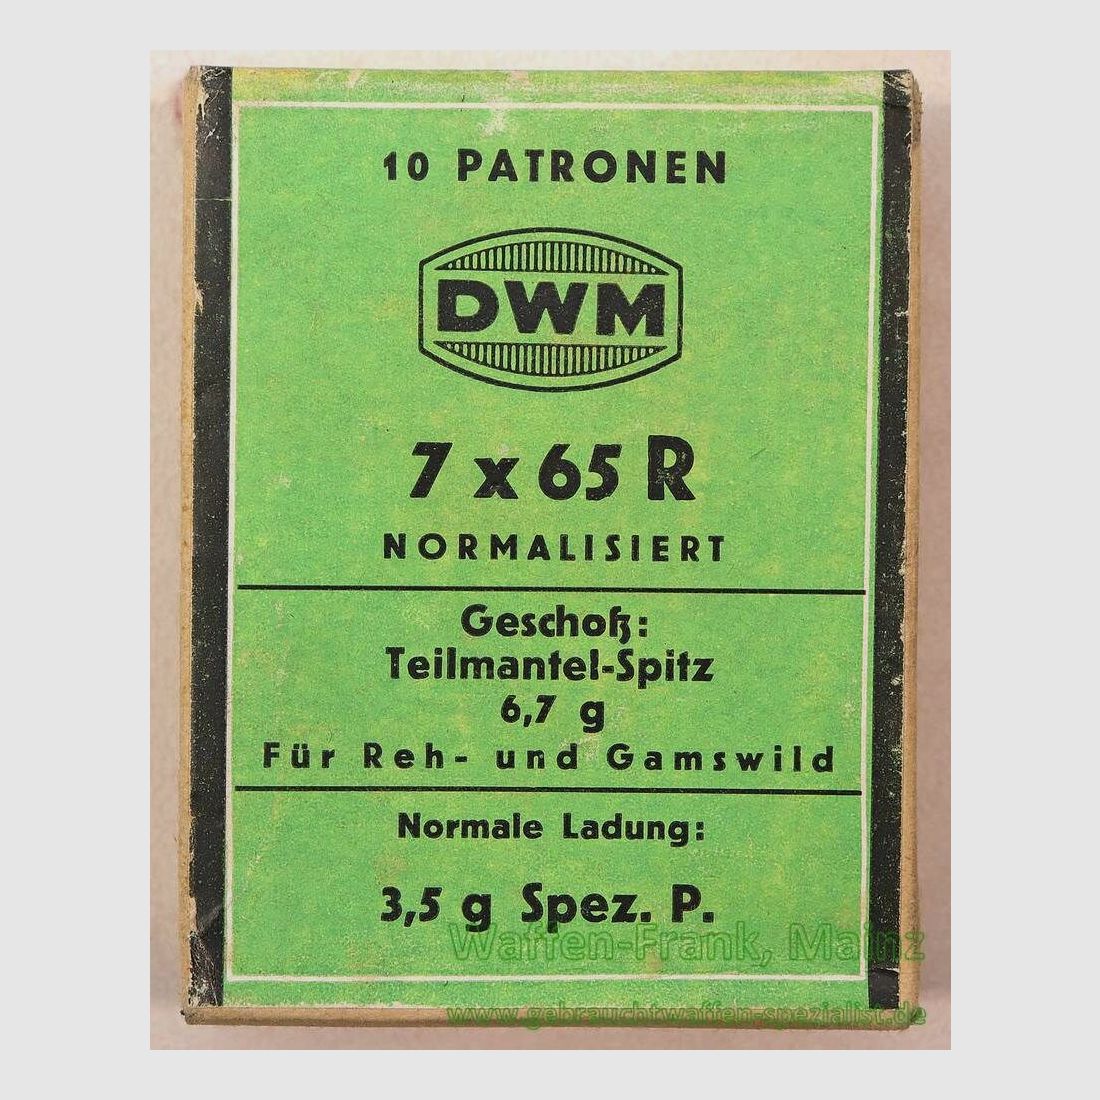 10 PATRONEN
DWM
7 x 65 R
NORMALISIERT
Geschoß:
Teilmantel-Spitz
6,7 g
Für Reh- und Gamswild
Normale Ladung:
3,5 g Spez. P.
Waffen-Frank, Mainz
www.gebrauchtwaffen-spezialist.de